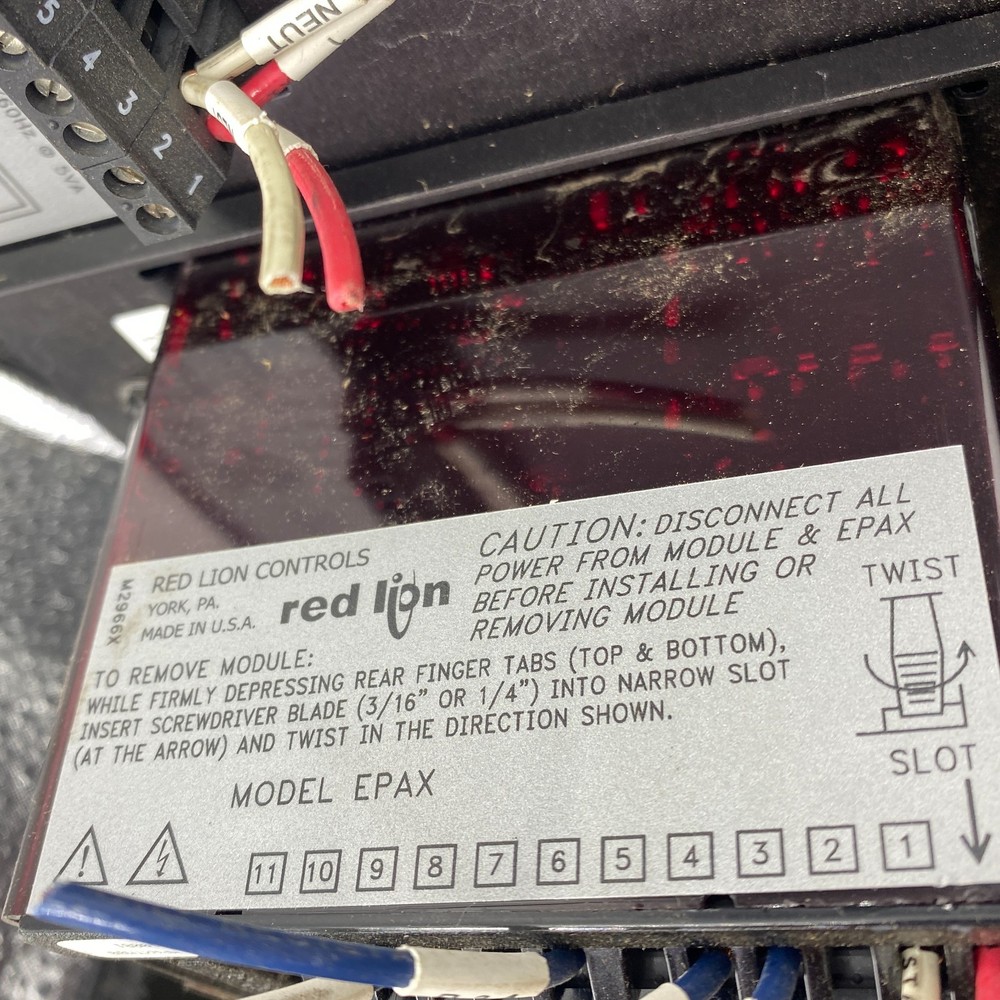 NEUT
5
4
3
2
1
60Hz @ 5VA
M2966X
RED LION CONTROLS
YORK, PA.
MADE IN U.S.A.
red lion
CAUTION: DISCONNECT ALL
POWER FROM MODULE & EPAX
BEFORE INSTALLING OR
REMOVING MODULE
TWIST
TO REMOVE MODULE:
WHILE FIRMLY DEPRESSING REAR FINGER TABS (TOP & BOTTOM),
INSERT SCREWDRIVER BLADE (3/16” OR 1/4”) INTO NARROW SLOT
(AT THE ARROW) AND TWIST IN THE DIRECTION SHOWN.
SLOT
MODEL EPAX
11 10 9 8 7 6 5 4 3 2 1